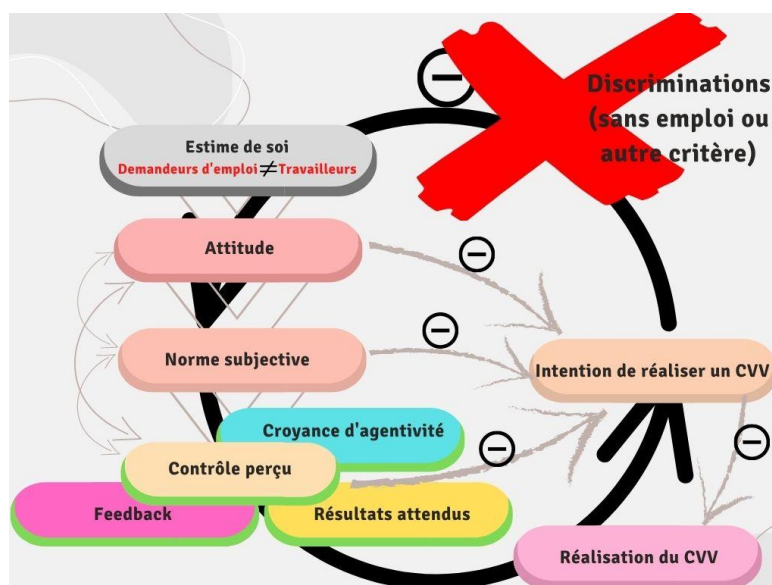 Discriminations
(sans emploi ou
autre critère)
Estime de soi
Demandeurs d'emploi ≠ Travailleurs
Attitude
Norme subjective
Intention de réaliser un CVV
Croyance d'agentivité
Contrôle perçu
Feedback
Résultats attendus
Réalisation du CVV